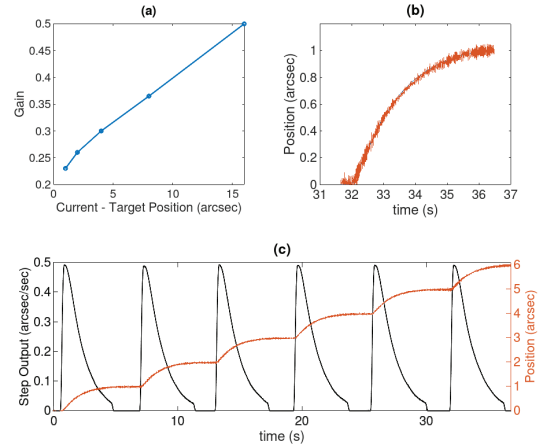 (a)
0.5
0.45
0.4
0.35
0.3
0.25
0.2
Gain
0 5 10 15
Current - Target Position (arcsec)
(b)
1
0.8
0.6
0.4
0.2
0
Position (arcsec)
31 32 33 34 35 36 37
time (s)
(c)
0.5
0.4
0.3
0.2
0.1
0
Step Output (arcsec/sec)
6
5
4
3
2
1
0
Position (arcsec)
0 10 20 30
time (s)